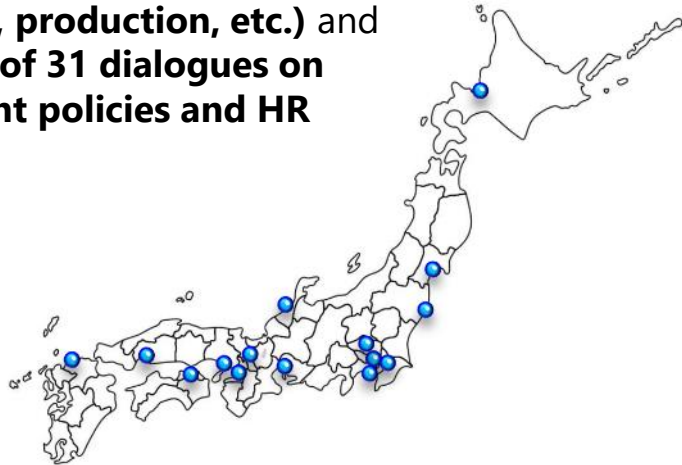 , production, etc.) and
of 31 dialogues on
nt policies and HR